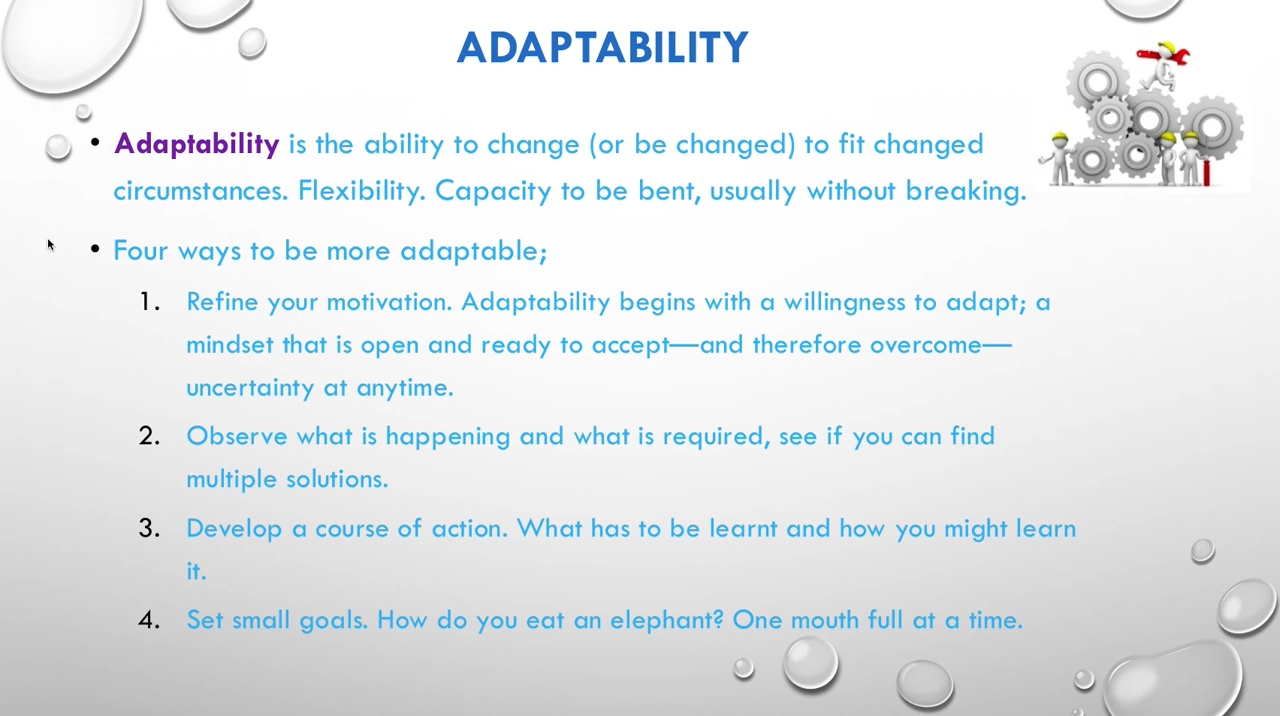 ADAPTABILITY
• Adaptability is the ability to change (or be changed) to fit changed
circumstances. Flexibility. Capacity to be bent, usually without breaking.
• Four ways to be more adaptable;
1. Refine your motivation. Adaptability begins with a willingness to adapt; a
mindset that is open and ready to accept—and therefore overcome—
uncertainty at anytime.
2. Observe what is happening and what is required, see if you can find
multiple solutions.
3. Develop a course of action. What has to be learnt and how you might learn
it.
4. Set small goals. How do you eat an elephant? One mouth full at a time.